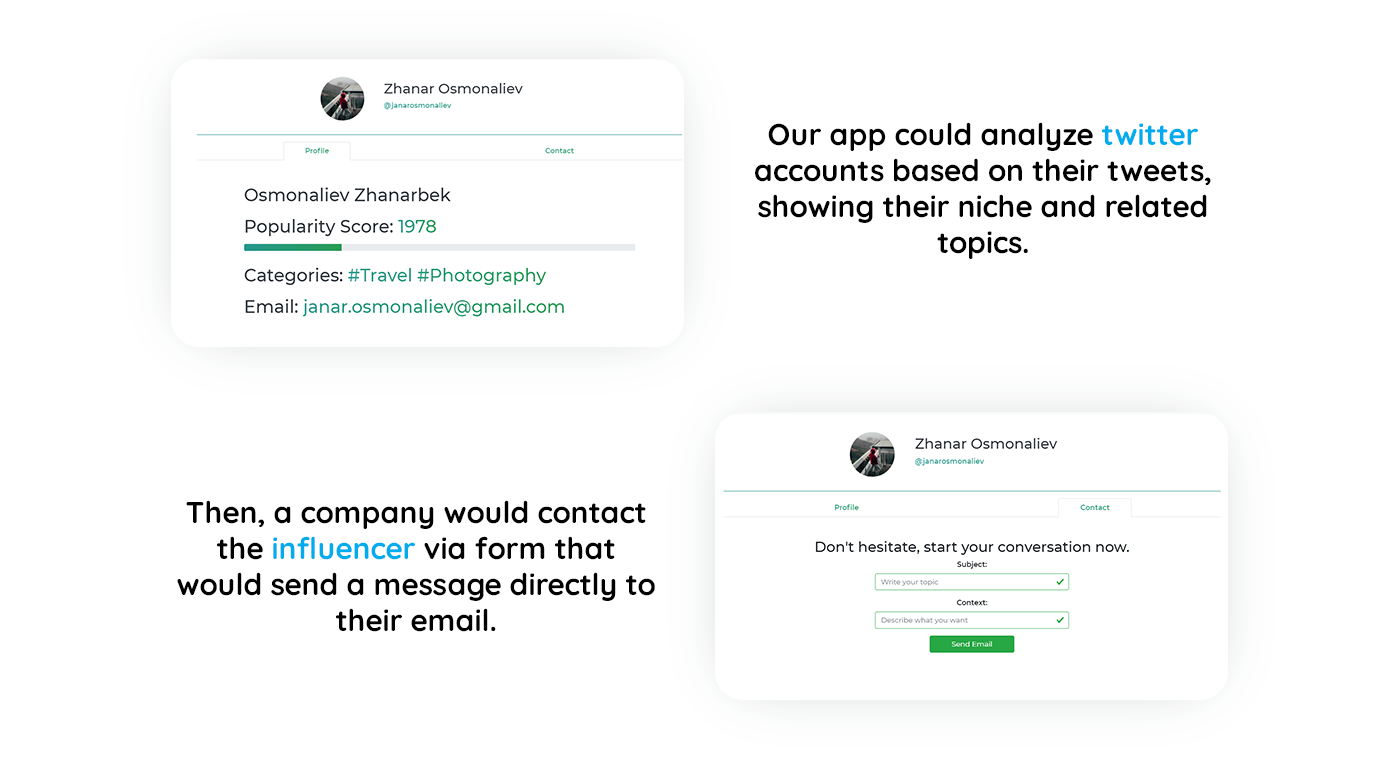 Zhanar Osmonaliev
@janarosmonaliev
Profile
Contact
Osmonaliev Zhanarbek
Popularity Score: 1978
Categories: #Travel #Photography
Email: janar.osmonaliev@gmail.com
Our app could analyze twitter
accounts based on their tweets,
showing their niche and related
topics.
Then, a company would contact
the influencer via form that
would send a message directly to
their email.
Zhanar Osmonaliev
@janarosmonaliev
Profile
Contact
Don't hesitate, start your conversation now.
Subject:
Write your topic
Context:
Describe what you want
Send Email